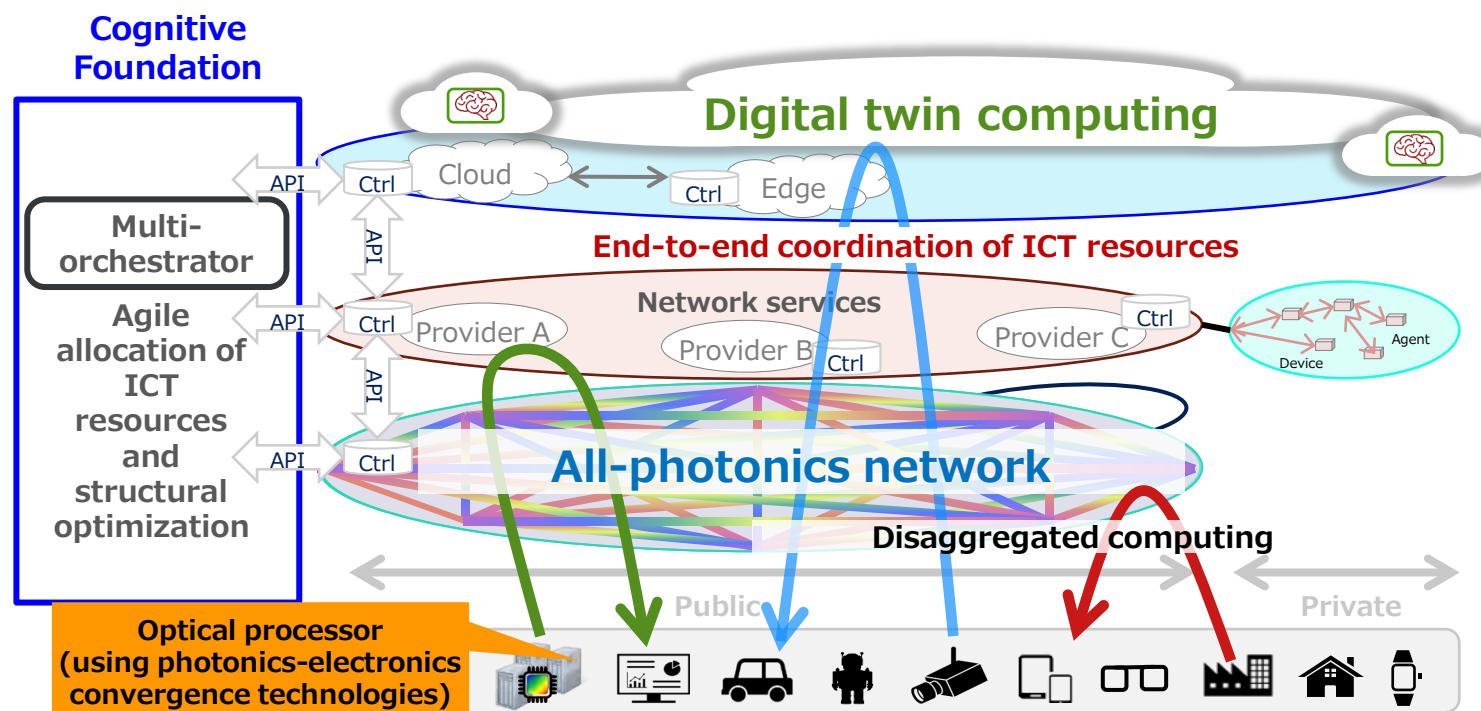 Cognitive
Foundation
Digital twin computing
API
Ctrl
Cloud
Ctrl
Edge
Multi-
orchestrator
API
End-to-end coordination of ICT resources
Network services
API
Ctrl
Provider A
Provider B
Ctrl
Provider C
Ctrl
Device
Agent
Agile
allocation of
ICT
resources
and
structural
optimization
API
API
Ctrl
All-photonics network
Disaggregated computing
Public
Private
Optical processor
(using photonics-electronics
convergence technologies)